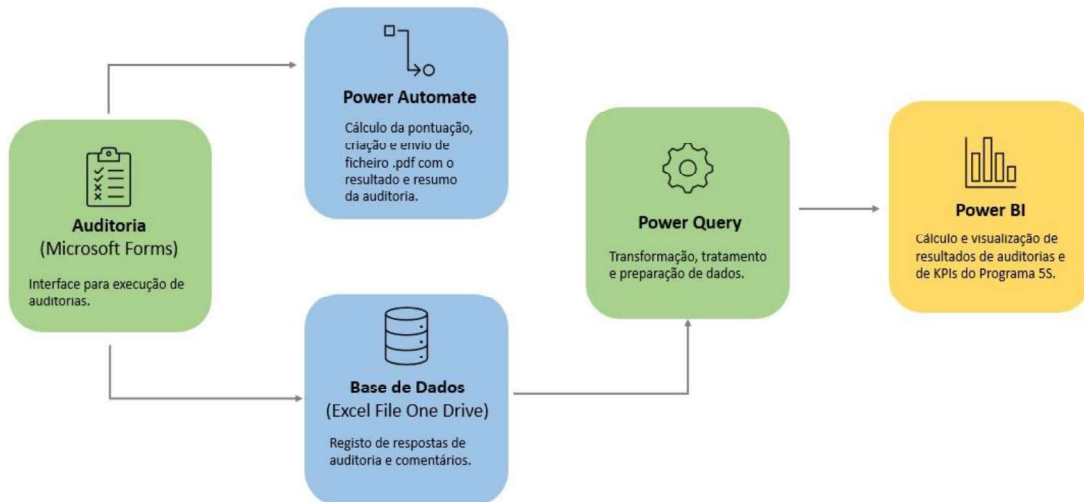 Auditoria
(Microsoft Forms)
Interface para execução de
auditorias.
Power Automate
Cálculo da pontuação,
criação e envio de
ficheiro .pdf com o
resultado e resumo
da auditoria.
Base de Dados
(Excel File One Drive)
Registo de respostas de
auditoria e comentários.
Power Query
Transformação, tratamento
e preparação de dados.
Power BI
Cálculo e visualização de
resultados de auditorias e
de KPIs do Programa 5S.